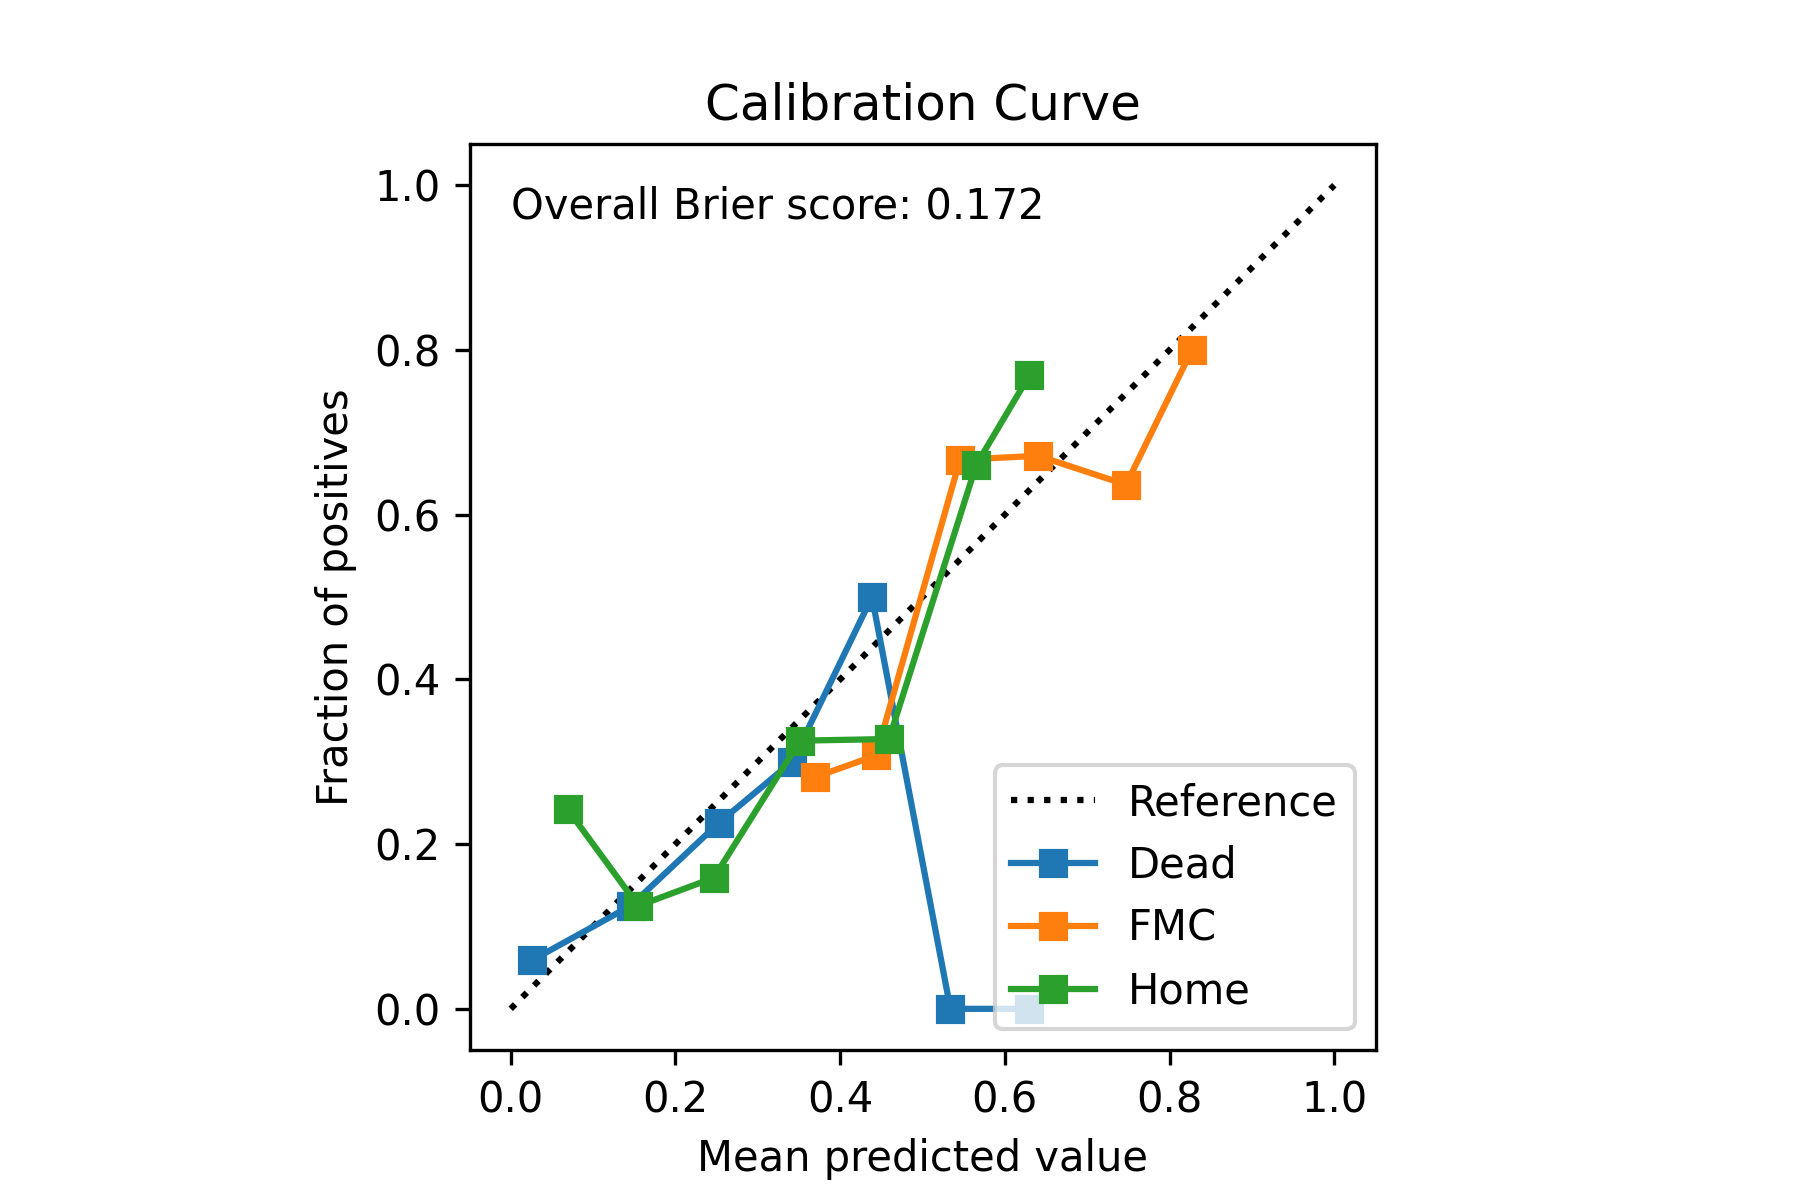 Calibration Curve
Overall Brier score: 0.172
1.0
0.8
0.6
0.4
0.2
0.0
Fraction of positives
Reference
Dead
FMC
Home
0.0 0.2 0.4 0.6 0.8 1.0
Mean predicted value